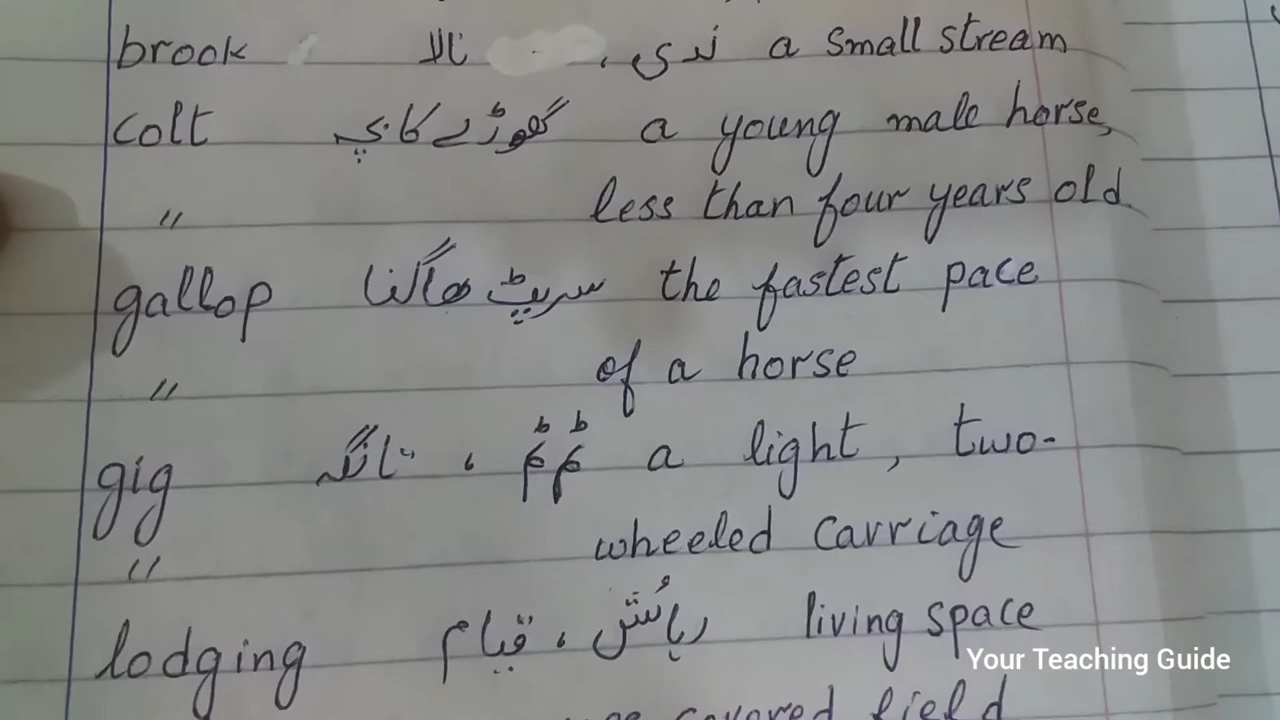 brook نالا ندی، a small stream
colt گھوڑے کا بچہ a young male horse,
" less than four years old.
gallop سرپٹ بھاگنا the fastest pace
" of a horse
gig ٹم ٹم، تانگہ a light, two-
" wheeled carriage
lodging رہائش، قیام living space
Your Teaching Guide
covered field